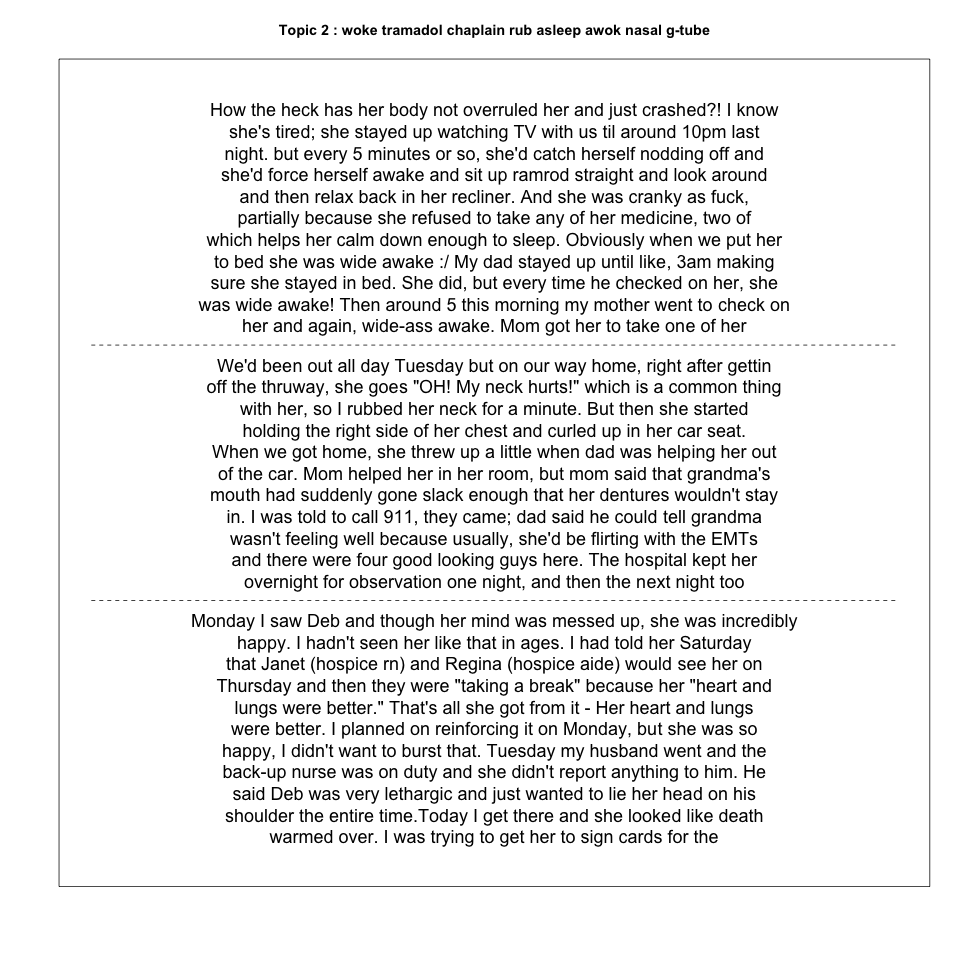 Topic 2 : woke tramadol chaplain rub asleep awok nasal g-tube
How the heck has her body not overruled her and just crashed?! I know
she's tired; she stayed up watching TV with us til around 10pm last
night. but every 5 minutes or so, she'd catch herself nodding off and
she'd force herself awake and sit up ramrod straight and look around
and then relax back in her recliner. And she was cranky as fuck,
partially because she refused to take any of her medicine, two of
which helps her calm down enough to sleep. Obviously when we put her
to bed she was wide awake :/ My dad stayed up until like, 3am making
sure she stayed in bed. She did, but every time he checked on her, she
was wide awake! Then around 5 this morning my mother went to check on
her and again, wide-ass awake. Mom got her to take one of her
We'd been out all day Tuesday but on our way home, right after gettin
off the thruway, she goes "OH! My neck hurts!" which is a common thing
with her, so I rubbed her neck for a minute. But then she started
holding the right side of her chest and curled up in her car seat.
When we got home, she threw up a little when dad was helping her out
of the car. Mom helped her in her room, but mom said that grandma's
mouth had suddenly gone slack enough that her dentures wouldn't stay
in. I was told to call 911, they came; dad said he could tell grandma
wasn't feeling well because usually, she'd be flirting with the EMTs
and there were four good looking guys here. The hospital kept her
overnight for observation one night, and then the next night too
Monday I saw Deb and though her mind was messed up, she was incredibly
happy. I hadn't seen her like that in ages. I had told her Saturday
that Janet (hospice rn) and Regina (hospice aide) would see her on
Thursday and then they were "taking a break" because her "heart and
lungs were better." That's all she got from it - Her heart and lungs
were better. I planned on reinforcing it on Monday, but she was so
happy, I didn't want to burst that. Tuesday my husband went and the
back-up nurse was on duty and she didn't report anything to him. He
said Deb was very lethargic and just wanted to lie her head on his
shoulder the entire time.Today I get there and she looked like death
warmed over. I was trying to get her to sign cards for the